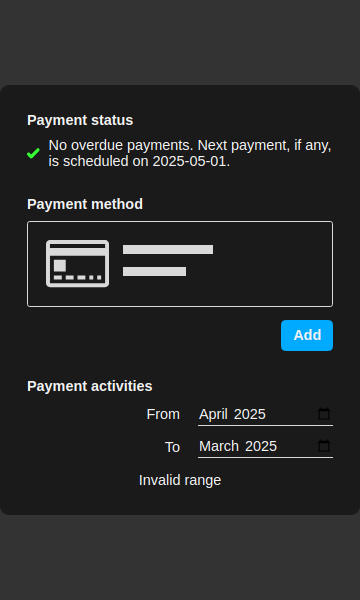 Payment status
No overdue payments. Next payment, if any,
is scheduled on 2025-05-01.
Payment method
Add
Payment activities
From April 2025
To March 2025
Invalid range